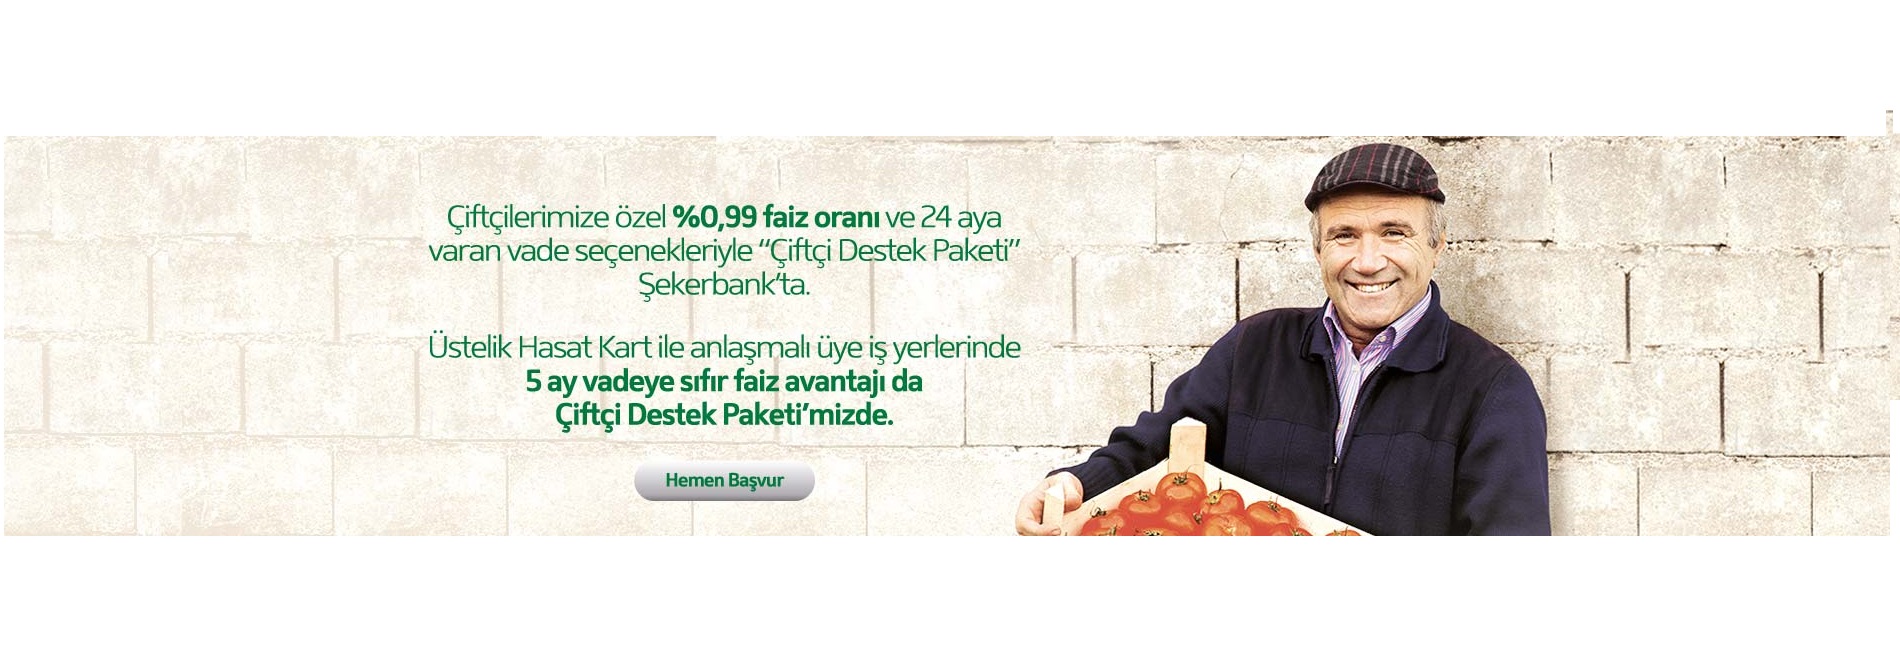 Çiftçilerimize özel %0,99 faiz oranı ve 24 aya
varan vade seçenekleriyle “Çiftçi Destek Paketi”
Şekerbank’ta.
Üstelik Hasat Kart ile anlaşmalı üye iş yerlerinde
5 ay vadeye sıfır faiz avantajı da
Çiftçi Destek Paketi’mizde.
Hemen Başvur